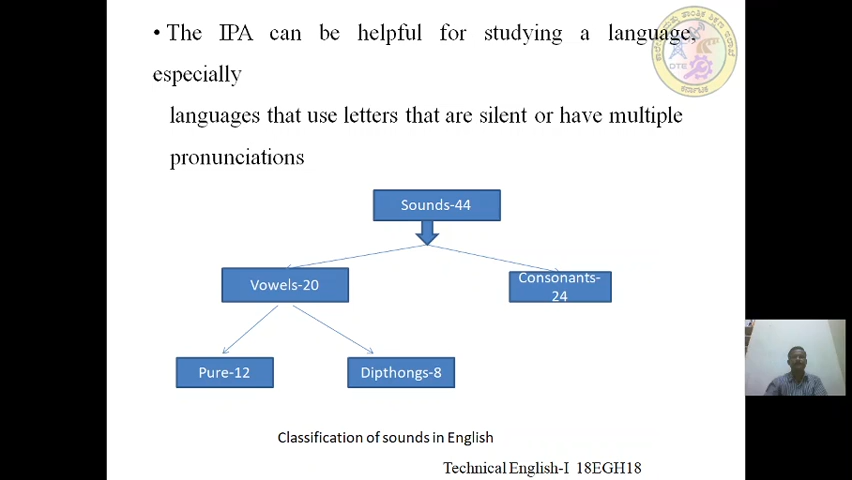 • The IPA can be helpful for studying a language,
especially
languages that use letters that are silent or have multiple
pronunciations
Sounds-44
Vowels-20
Consonants-
24
Pure-12
Dipthongs-8
Classification of sounds in English
Technical English-I 18EGH18
DTE